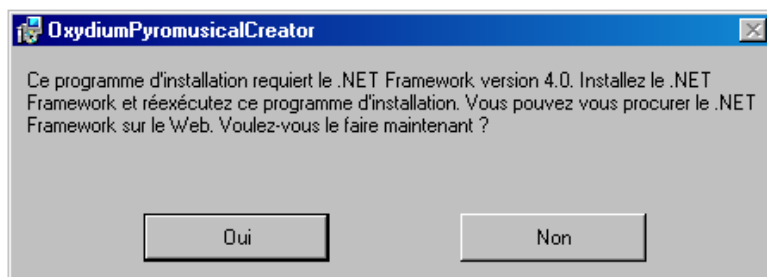 OxydiumPyromusicalCreator
Ce programme d'installation requiert le .NET Framework version 4.0. Installez le .NET
Framework et réexécutez ce programme d'installation. Vous pouvez vous procurer le .NET
Framework sur le Web. Voulez-vous le faire maintenant ?
Oui
Non